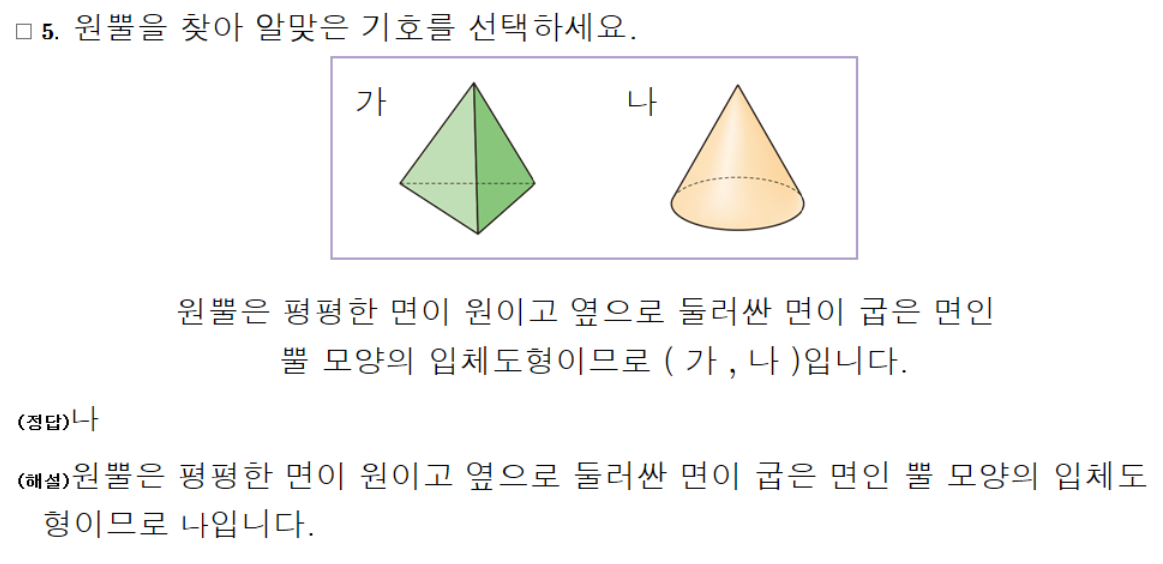 □ 5. 원뿔을 찾아 알맞은 기호를 선택하세요.
가 나
원뿔은 평평한 면이 원이고 옆으로 둘러싼 면이 굽은 면인
뿔 모양의 입체도형이므로 ( 가 , 나 )입니다.
(정답)나
(해설)원뿔은 평평한 면이 원이고 옆으로 둘러싼 면이 굽은 면인 뿔 모양의 입체도
형이므로 나입니다.